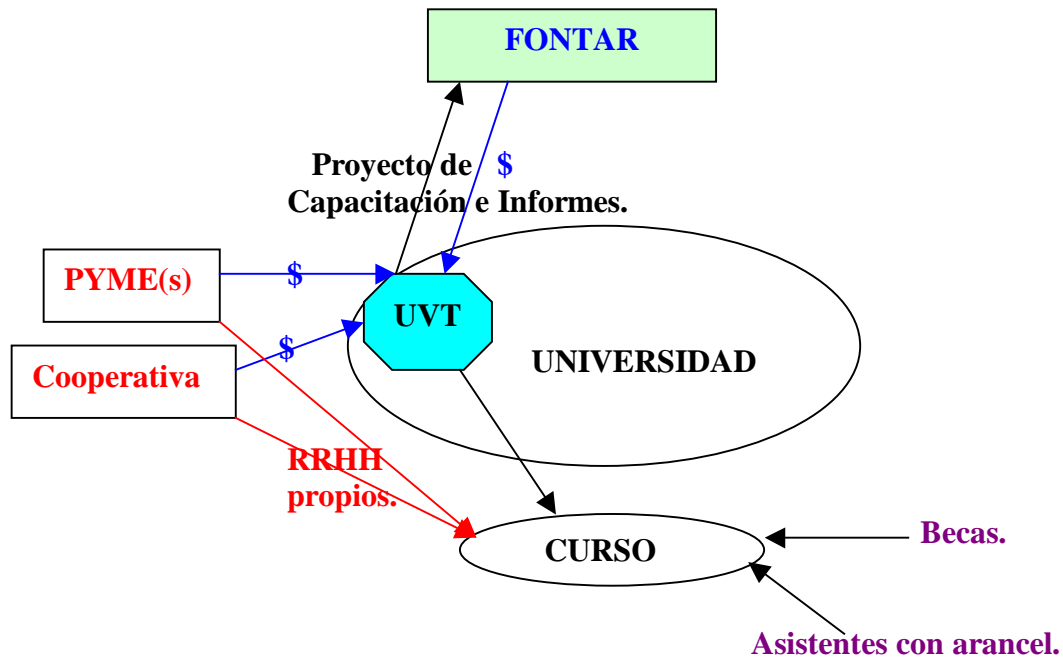 FONTAR
Proyecto de $
Capacitación e Informes.
PYME(s)
$
UVT
$
UNIVERSIDAD
Cooperativa
RRHH
propios.
CURSO
Becas.
Asistentes con arancel.